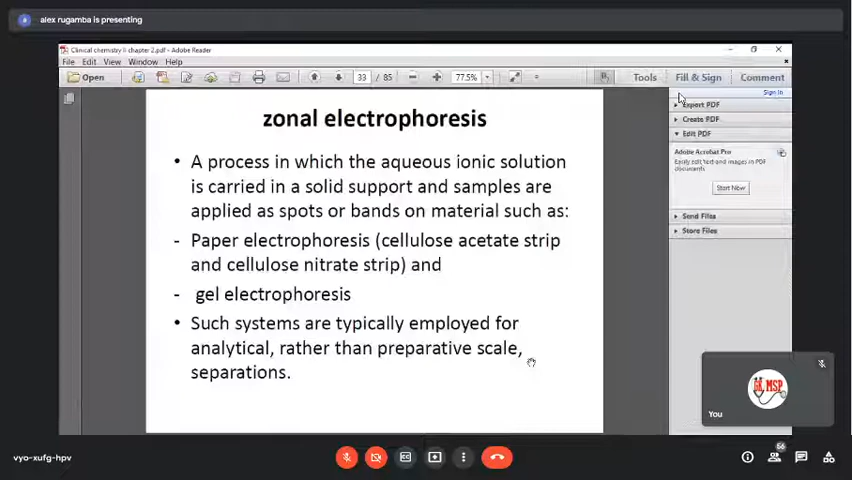 alex rugamba is presenting
Clinical chemistry II chapter 2.pdf - Adobe Reader
File Edit View Window Help
Open 33 / 85 77.5% Tools Fill & Sign Comment
Sign In
Export PDF
Create PDF
Edit PDF
Adobe Acrobat Pro
Easily edit text and images in PDF
documents
Start Now
Send Files
Store Files
zonal electrophoresis
• A process in which the aqueous ionic solution
is carried in a solid support and samples are
applied as spots or bands on material such as:
- Paper electrophoresis (cellulose acetate strip
and cellulose nitrate strip) and
- gel electrophoresis
• Such systems are typically employed for
analytical, rather than preparative scale,
separations.
MSP
You
vyo-xufg-hpv